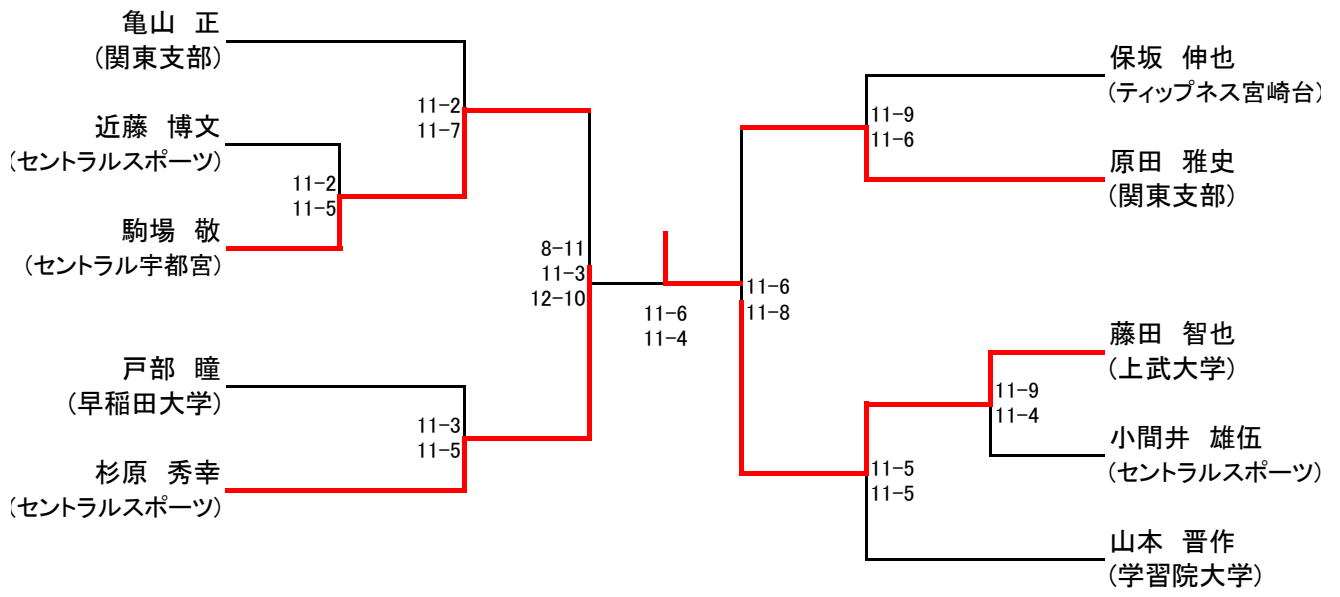 亀山 正
(関東支部)
近藤 博文
(セントラルスポーツ)
駒場 敬
(セントラル宇都宮)
戸部 瞳
(早稲田大学)
杉原 秀幸
(セントラルスポーツ)
11-2
11-7
11-2
11-5
8-11
11-3
12-10
11-3
11-5
11-6
11-4
11-6
11-8
11-9
11-6
11-9
11-4
11-5
11-5
保坂 伸也
(ティップネス宮崎台)
原田 雅史
(関東支部)
藤田 智也
(上武大学)
小間井 雄伍
(セントラルスポーツ)
山本 晋作
(学習院大学)